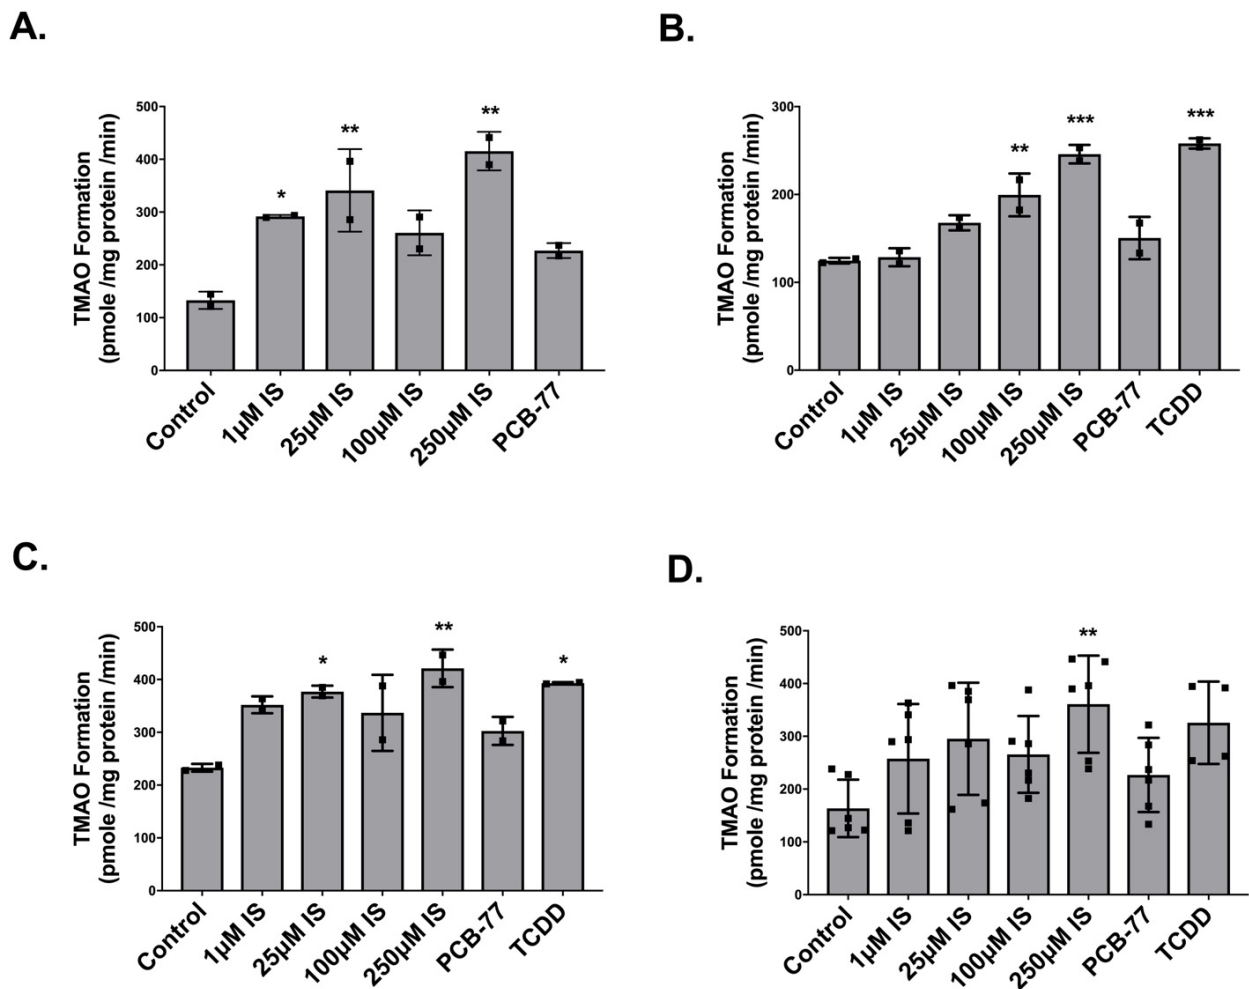 A.
TMAO Formation
(pmole /mg protein /min)
500
400
300
200
100
0
*
**
**
Control
1µM IS
25µM IS
100µM IS
250µM IS
PCB-77
B.
TMAO Formation
(pmole /mg protein /min)
300
200
100
0
**
***
***
Control
1µM IS
25µM IS
100µM IS
250µM IS
PCB-77
TCDD
C.
TMAO Formation
(pmole /mg protein /min)
500
400
300
200
100
0
*
**
*
Control
1µM IS
25µM IS
100µM IS
250µM IS
PCB-77
TCDD
D.
TMAO Formation
(pmole /mg protein /min)
500
400
300
200
100
0
**
Control
1µM IS
25µM IS
100µM IS
250µM IS
PCB-77
TCDD